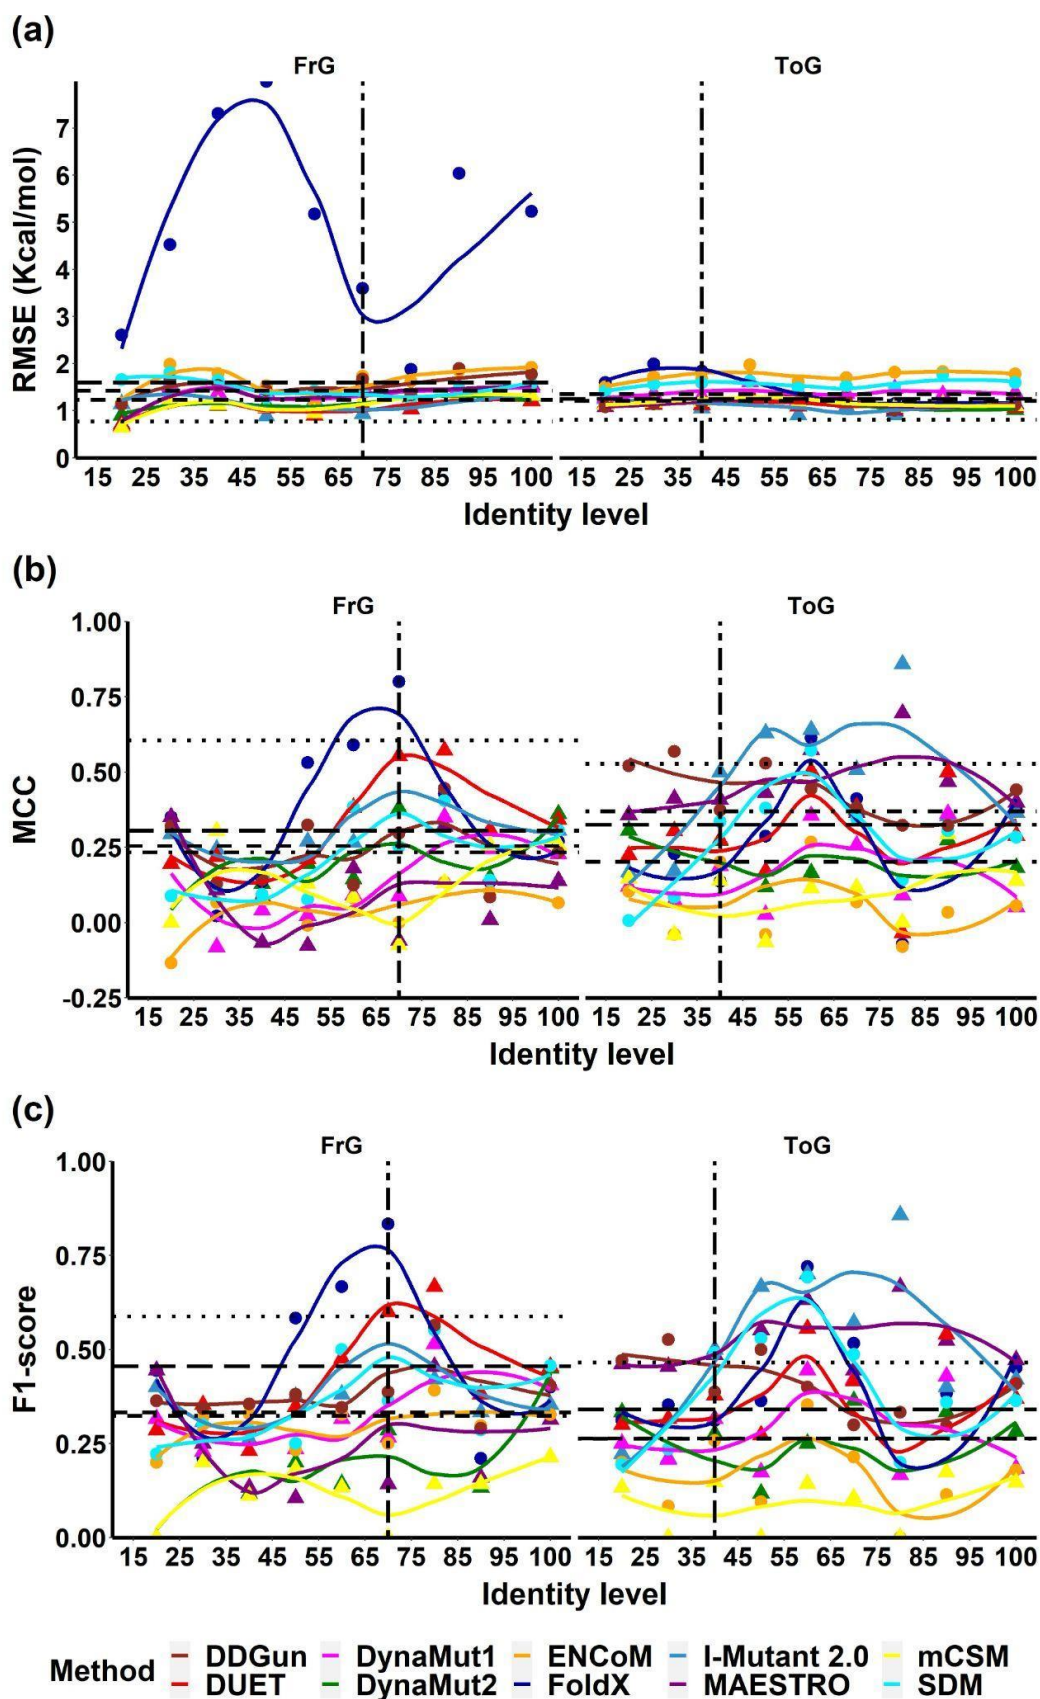 (a)
FrG
ToG
RMSE (Kcal/mol)
7
6
5
4
3
2
1
0
15 25 35 45 55 65 75 85 95 100
15 25 35 45 55 65 75 85 95 100
Identity level
(b)
FrG
ToG
MCC
1.00
0.75
0.50
0.25
0.00
-0.25
15 25 35 45 55 65 75 85 100
15 25 35 45 55 65 75 85 95 100
Identity level
(c)
FrG
ToG
F1-score
1.00
0.75
0.50
0.25
0.00
15 25 35 45 55 65 75 85 100
15 25 35 45 55 65 75 85 95 100
Identity level
Method DDGun DynaMut1 ENCoM I-Mutant 2.0 mCSM
DUET DynaMut2 FoldX MAESTRO SDM